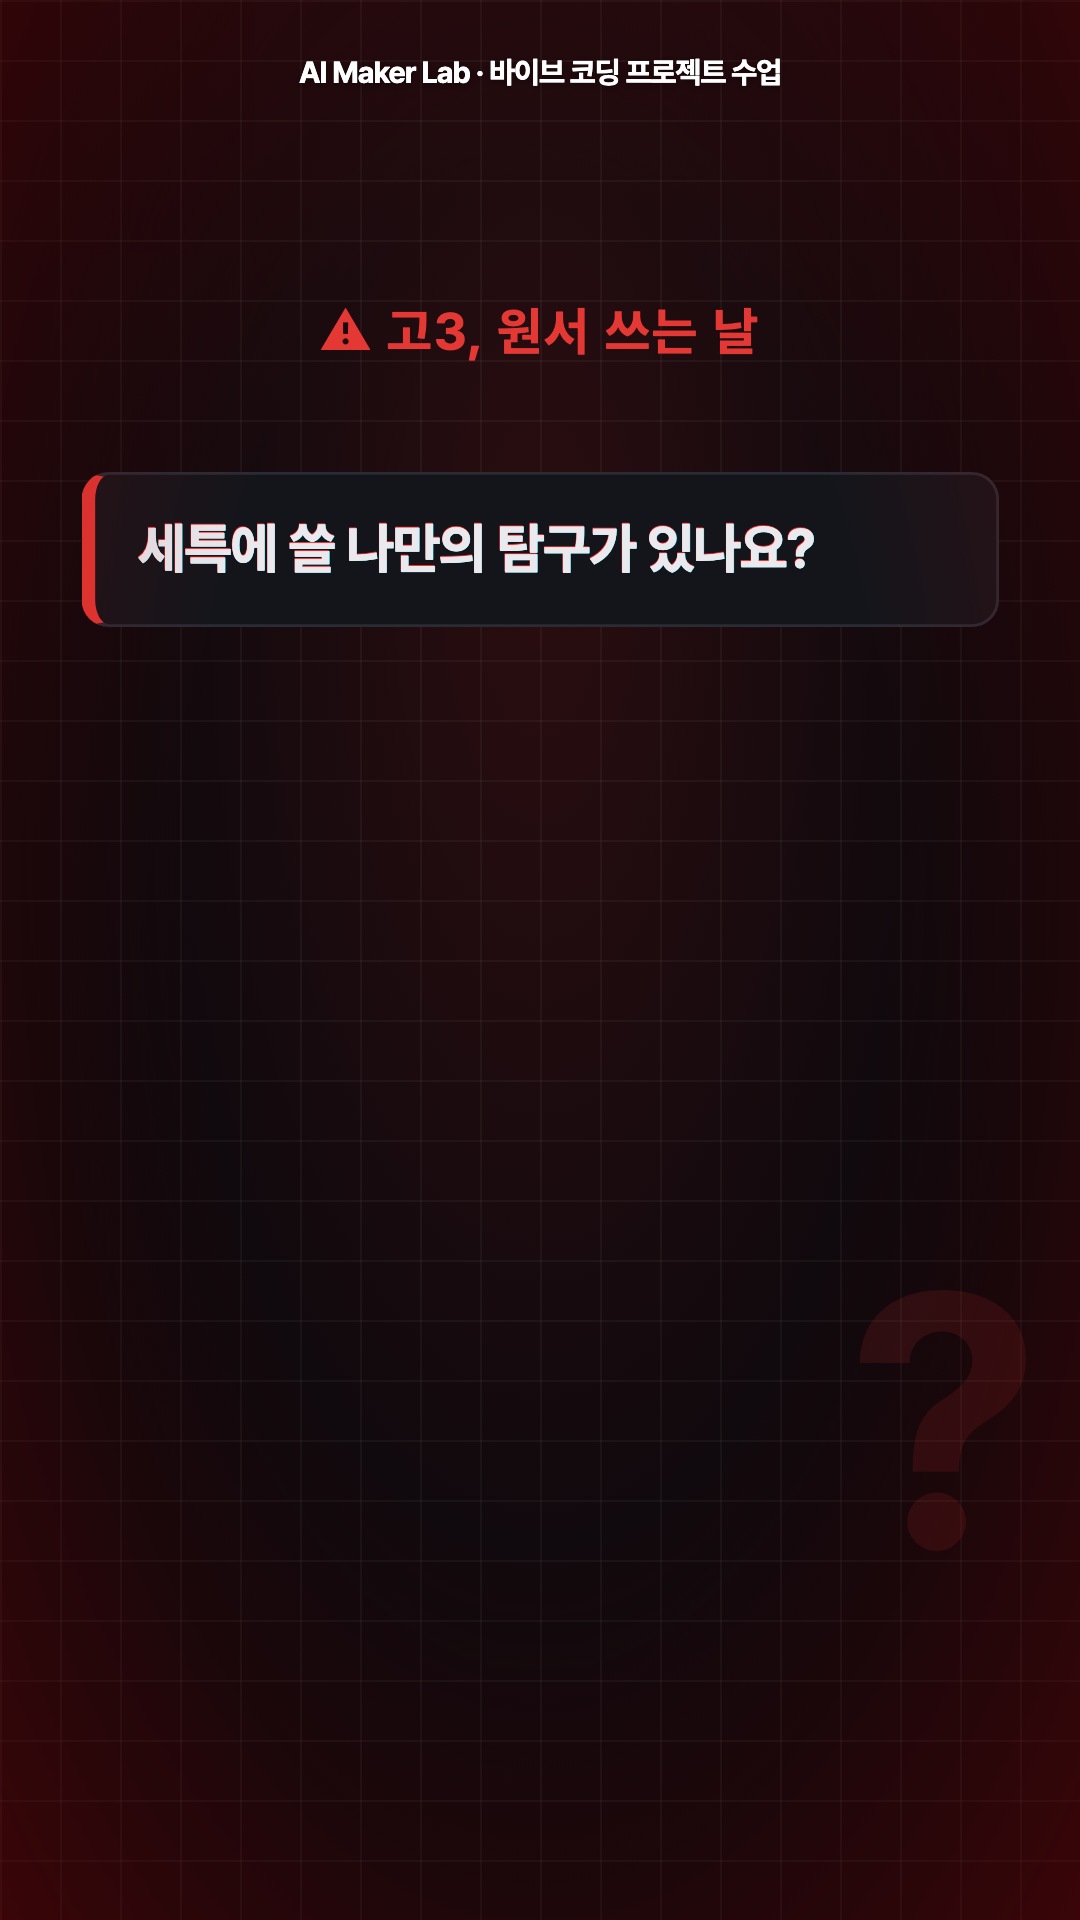 AI Maker Lab · 바이브 코딩 프로젝트 수업
⚠ 고3, 원서 쓰는 날
세특에 쓸 나만의 탐구가 있나요?
?